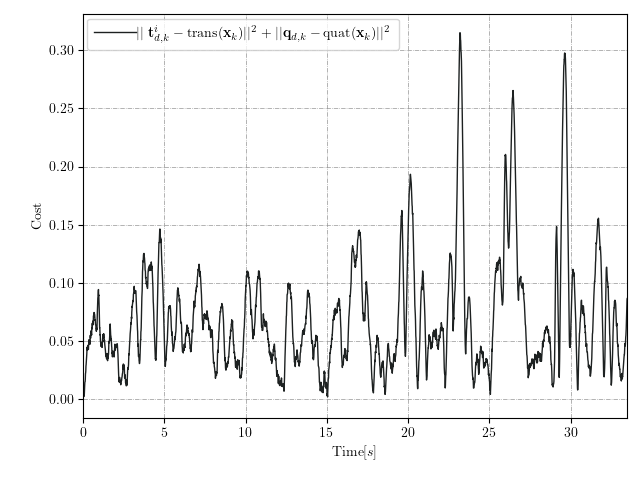 || t^i_{d,k} − trans(x_k)||^2 + ||q_{d,k} − quat(x_k)||^2
0.30
0.25
0.20
0.15
0.10
0.05
0.00
Cost
0 5 10 15 20 25 30
Time[s]